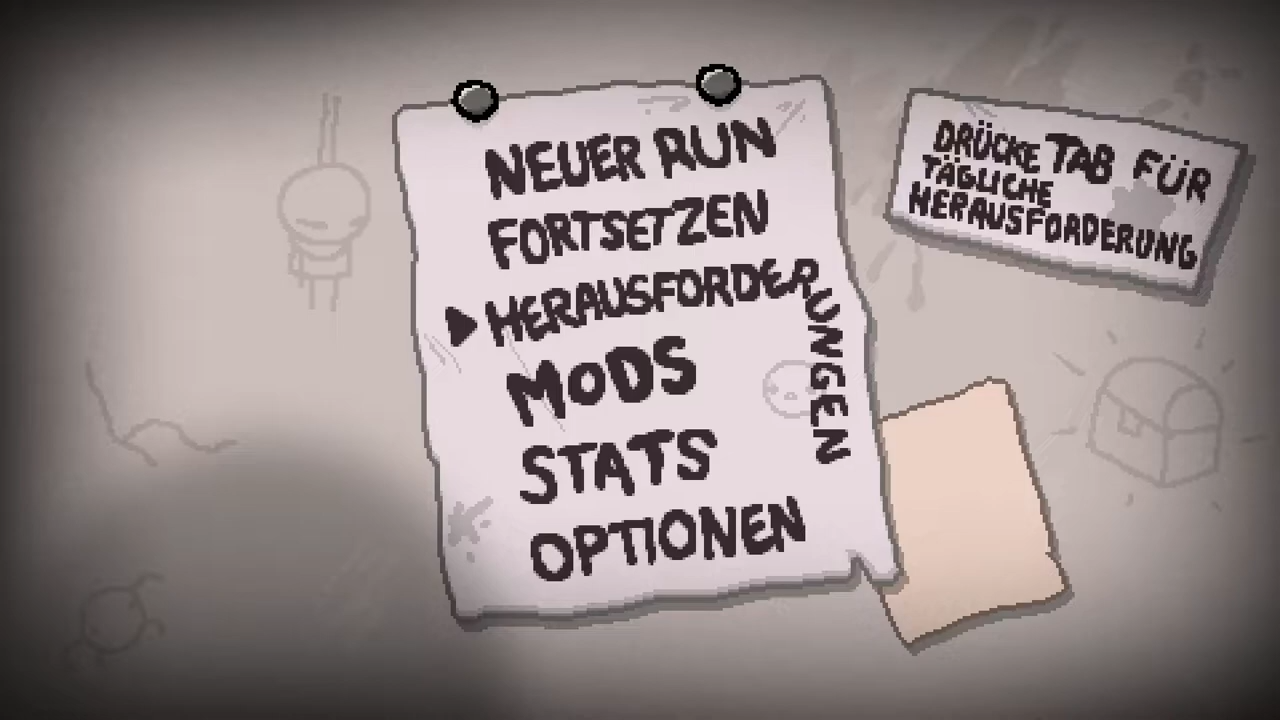 NEUER RUN
FORTSETZEN
HERAUSFORDERUNGEN
MODS
STATS
OPTIONEN
DRÜCKE TAB FÜR
TÄGLICHE
HERAUSFORDERUNG